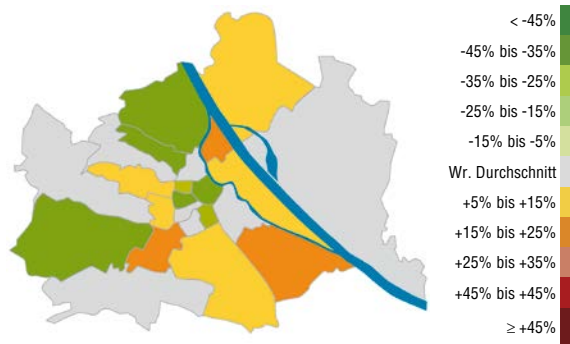 < -45%
-45% bis -35%
-35% bis -25%
-25% bis -15%
-15% bis -5%
Wr. Durchschnitt
+5% bis +15%
+15% bis +25%
+25% bis +35%
+45% bis +45%
≥ +45%